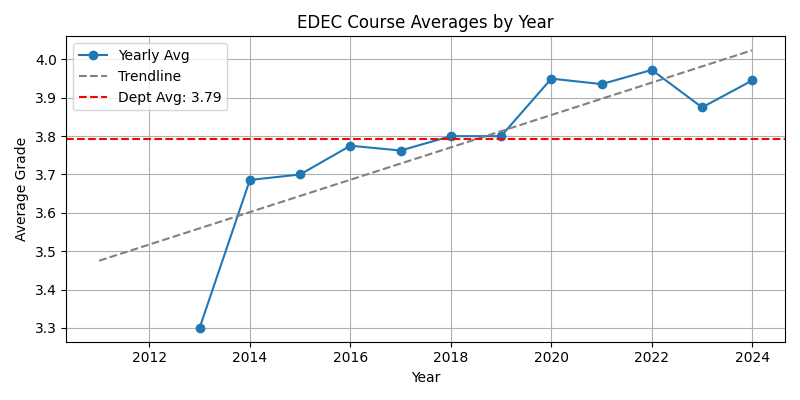 EDEC Course Averages by Year
Yearly Avg
Trendline
Dept Avg: 3.79
Average Grade
4.0
3.9
3.8
3.7
3.6
3.5
3.4
3.3
2012
2014
2016
2018
2020
2022
2024
Year